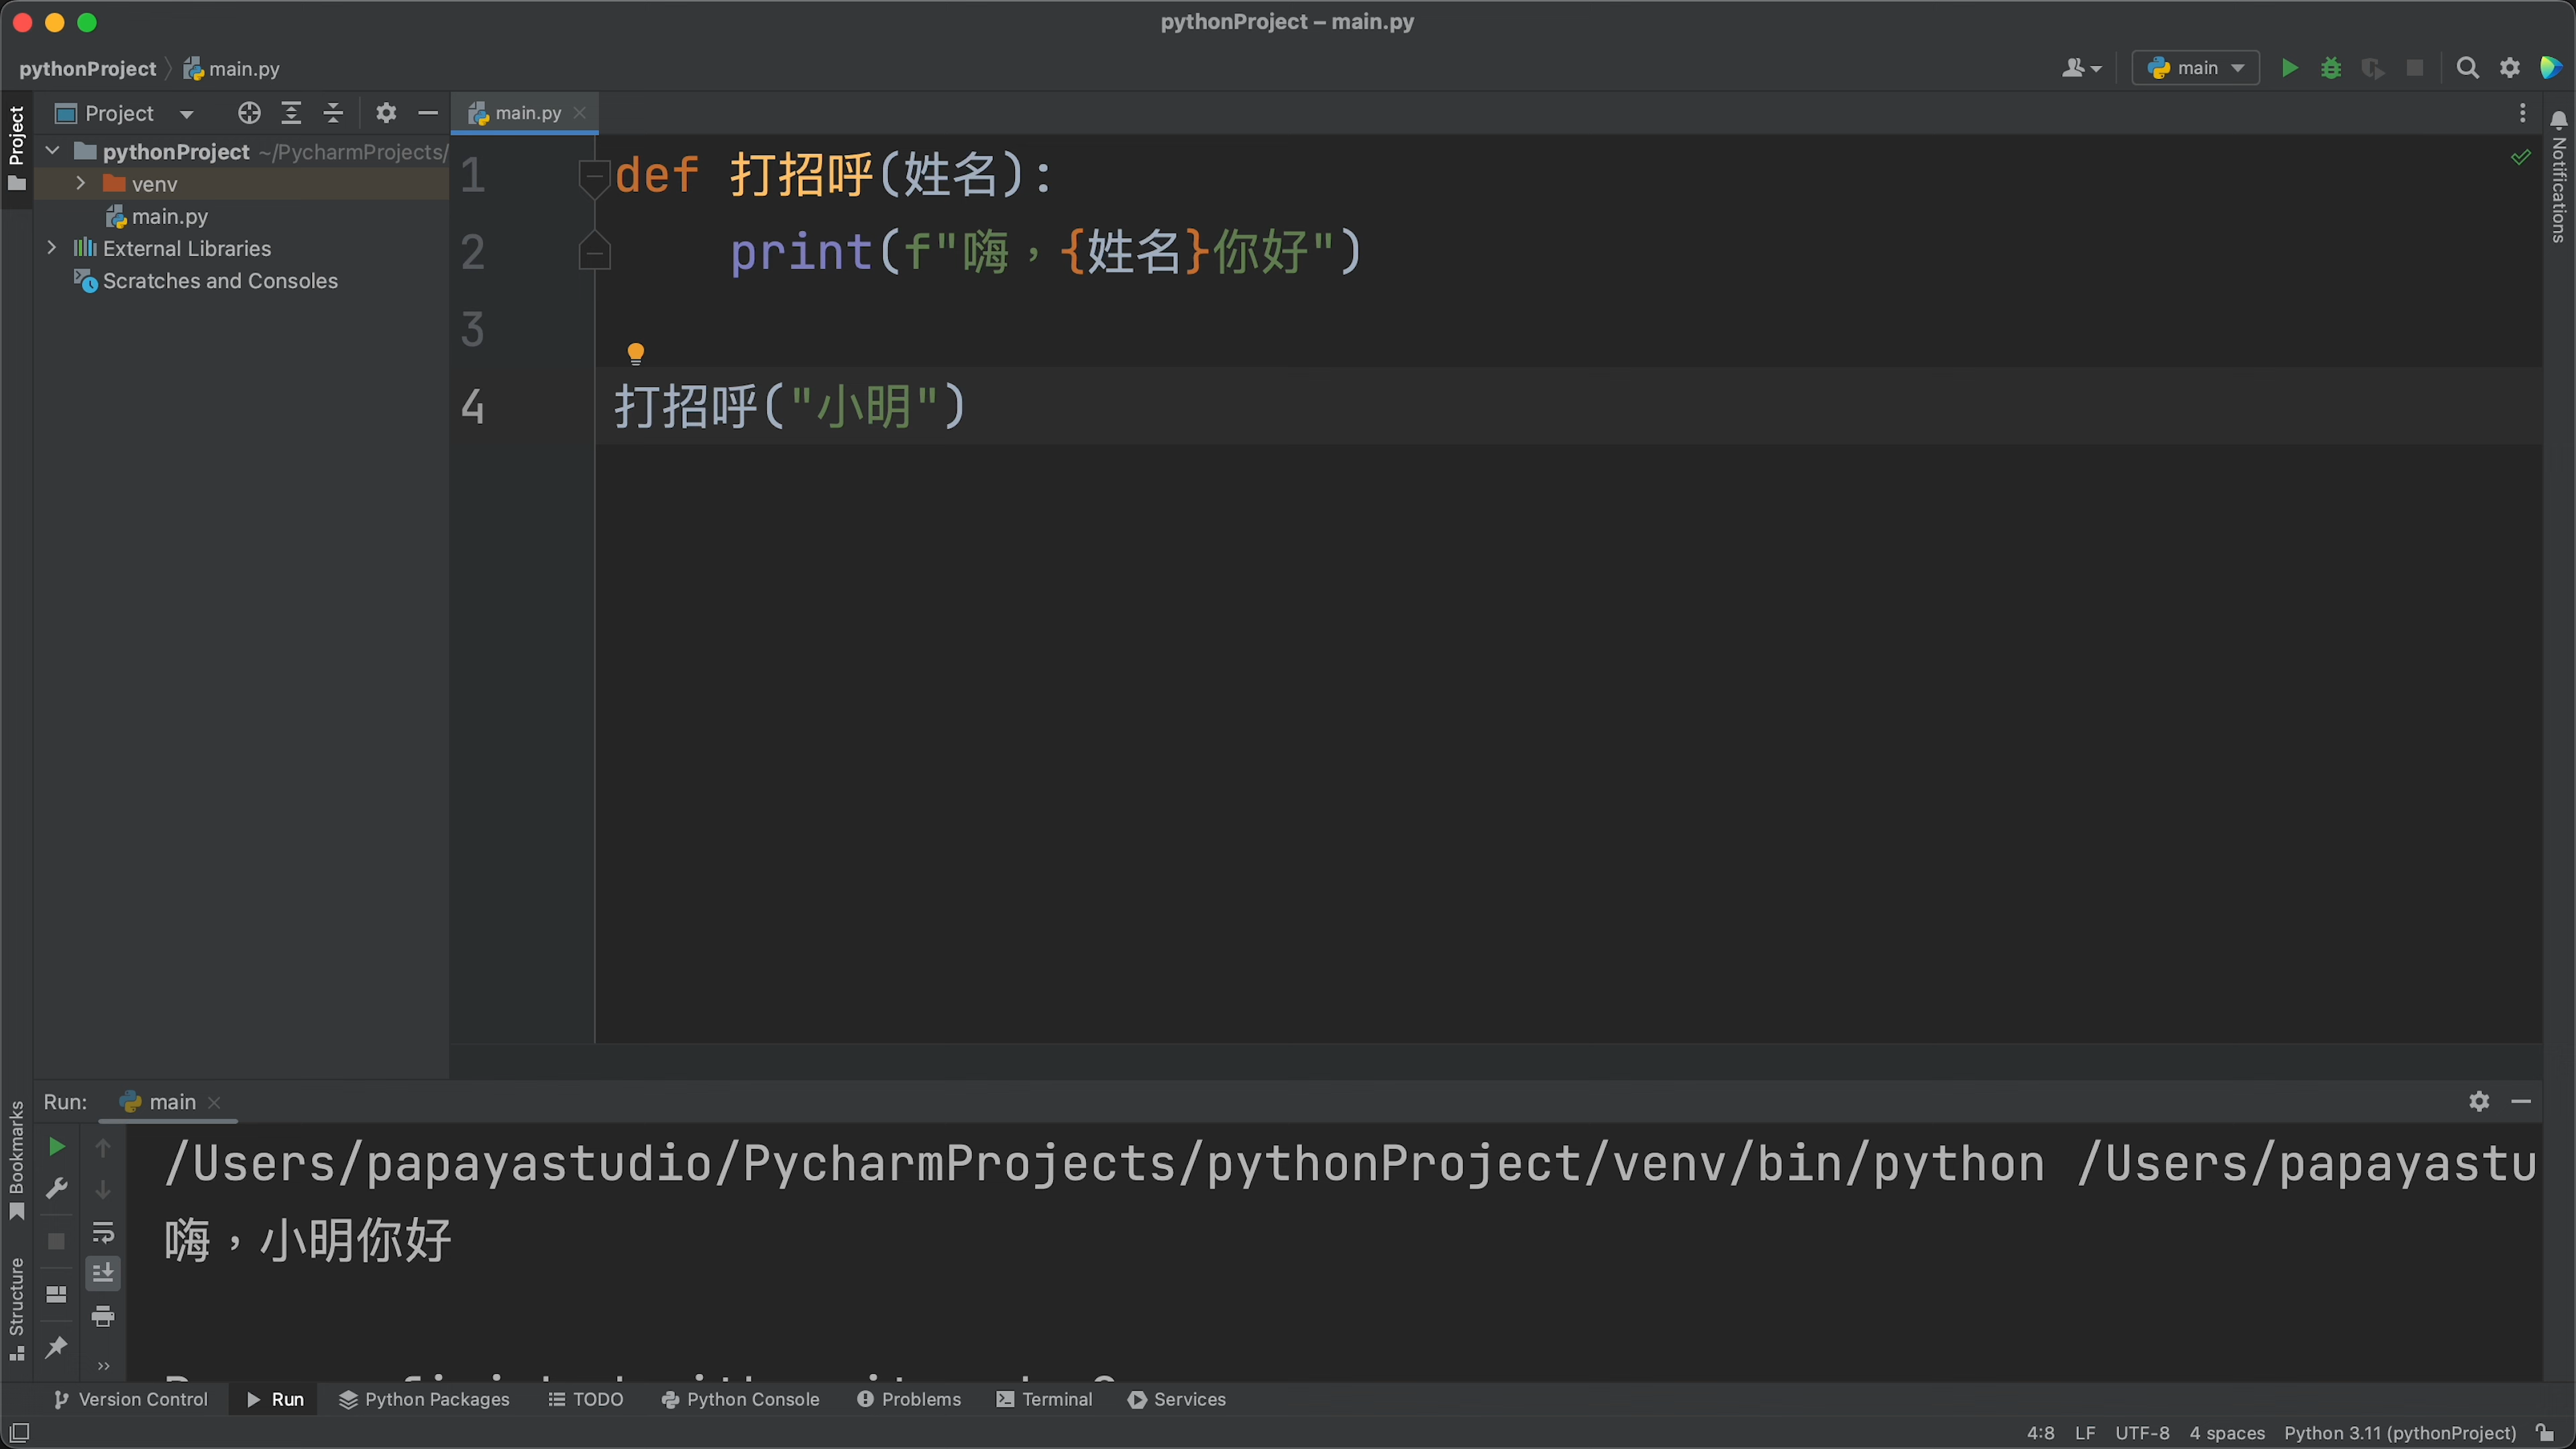 pythonProject – main.py
pythonProject
main.py
main
Project
Project
main.py
pythonProject ~/PycharmProjects/
venv
main.py
External Libraries
Scratches and Consoles
Notifications
1 def 打招呼(姓名):
2 print(f"嗨，{姓名}你好")
3
4 打招呼("小明")
Run: main
Bookmarks
Structure
/Users/papayastudio/PycharmProjects/pythonProject/venv/bin/python /Users/papayastu
嗨，小明你好
Version Control Run Python Packages TODO Python Console Problems Terminal Services
4:8 LF UTF-8 4 spaces Python 3.11 (pythonProject)